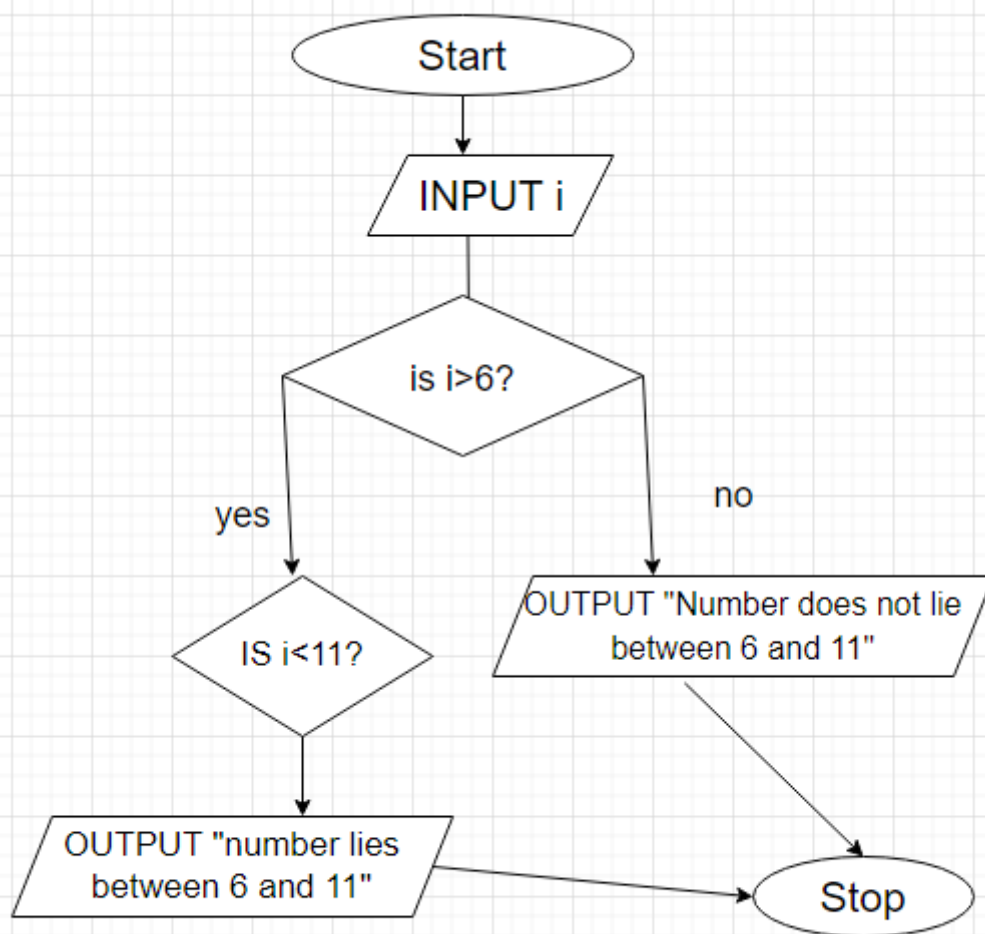 Start
INPUT i
is i>6?
yes
no
IS i<11?
OUTPUT "Number does not lie
between 6 and 11"
OUTPUT "number lies
between 6 and 11"
Stop